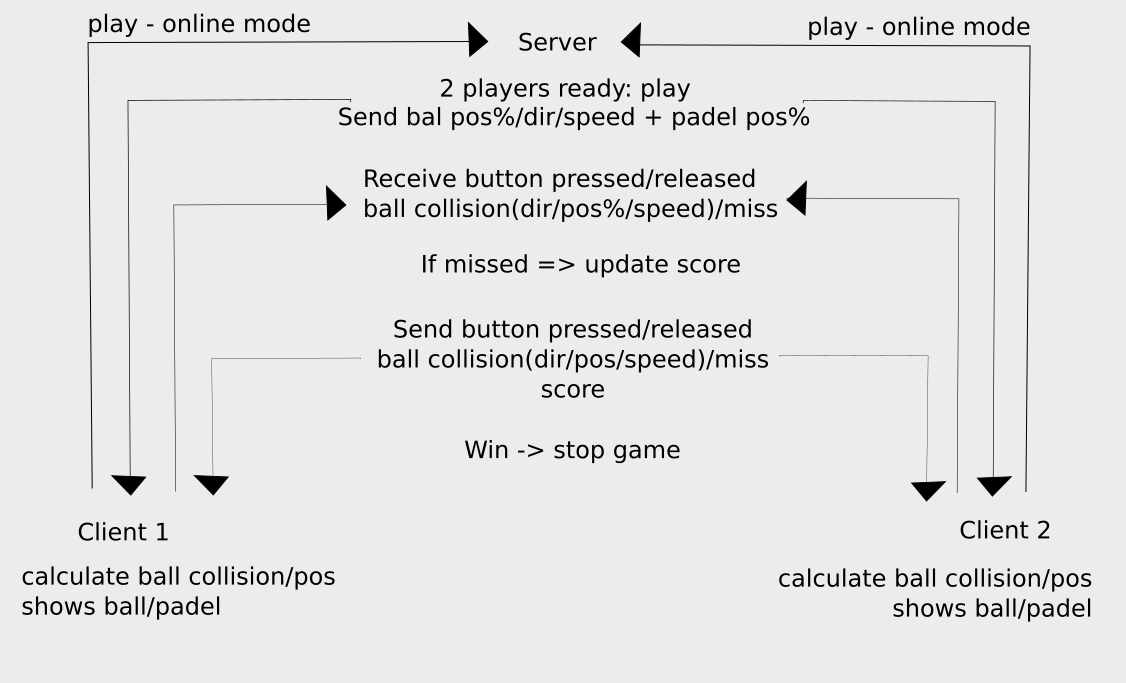 play - online mode
play - online mode
Server
2 players ready: play
Send bal pos%/dir/speed + padel pos%
Receive button pressed/released
ball collision(dir/pos%/speed)/miss
If missed => update score
Send button pressed/released
ball collision(dir/pos/speed)/miss
score
Win -> stop game
Client 1
calculate ball collision/pos
shows ball/padel
Client 2
calculate ball collision/pos
shows ball/padel